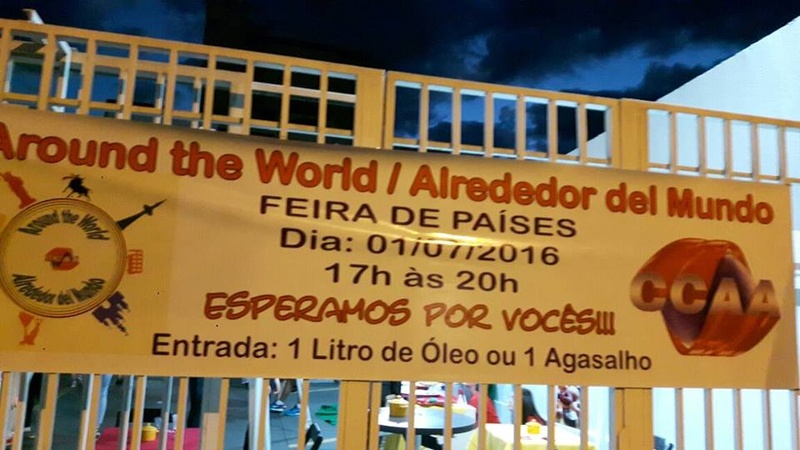 Around the World / Alrededor del Mundo
FEIRA DE PAÍSES
Dia: 01/07/2016
17h às 20h
ESPERAMOS POR VOCÊS!!!
Entrada: 1 Litro de Óleo ou 1 Agasalho
Around the World
Alrededor del Mundo
CCAA